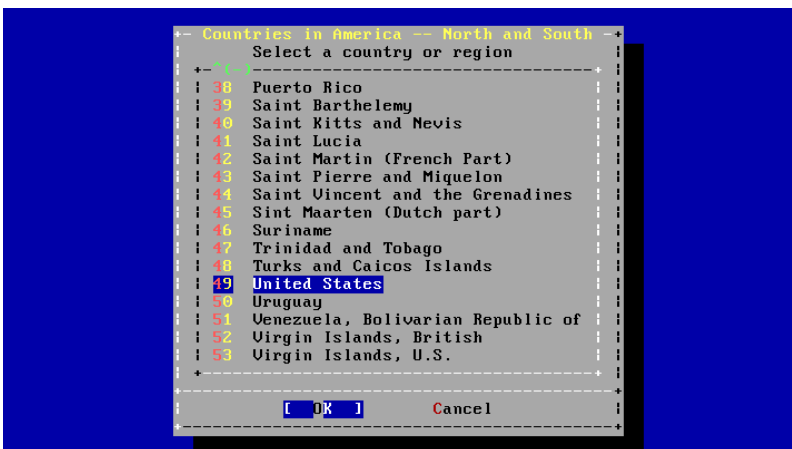 Countries in America -- North and South
Select a country or region
^(-)
38 Puerto Rico
39 Saint Barthelemy
40 Saint Kitts and Nevis
41 Saint Lucia
42 Saint Martin (French Part)
43 Saint Pierre and Miquelon
44 Saint Vincent and the Grenadines
45 Sint Maarten (Dutch part)
46 Suriname
47 Trinidad and Tobago
48 Turks and Caicos Islands
49 United States
50 Uruguay
51 Venezuela, Bolivarian Republic of
52 Virgin Islands, British
53 Virgin Islands, U.S.
[ OK ] Cancel